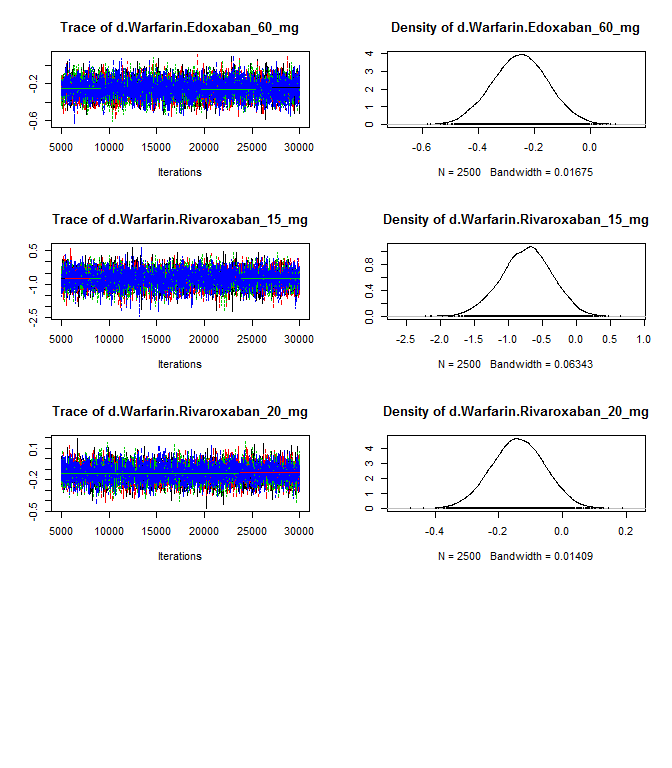 Trace of d.Warfarin.Edoxaban_60_mg
-0.6 -0.2
5000 10000 15000 20000 25000 30000
Iterations
Density of d.Warfarin.Edoxaban_60_mg
0 1 2 3 4
-0.6 -0.4 -0.2 0.0
N = 2500 Bandwidth = 0.01675
Trace of d.Warfarin.Rivaroxaban_15_mg
-2.5 -1.0 0.5
5000 10000 15000 20000 25000 30000
Iterations
Density of d.Warfarin.Rivaroxaban_15_mg
0.0 0.4 0.8
-2.5 -2.0 -1.5 -1.0 -0.5 0.0 0.5 1.0
N = 2500 Bandwidth = 0.06343
Trace of d.Warfarin.Rivaroxaban_20_mg
-0.5 -0.2 0.1
5000 10000 15000 20000 25000 30000
Iterations
Density of d.Warfarin.Rivaroxaban_20_mg
0 1 2 3 4
-0.4 -0.2 0.0 0.2
N = 2500 Bandwidth = 0.01409